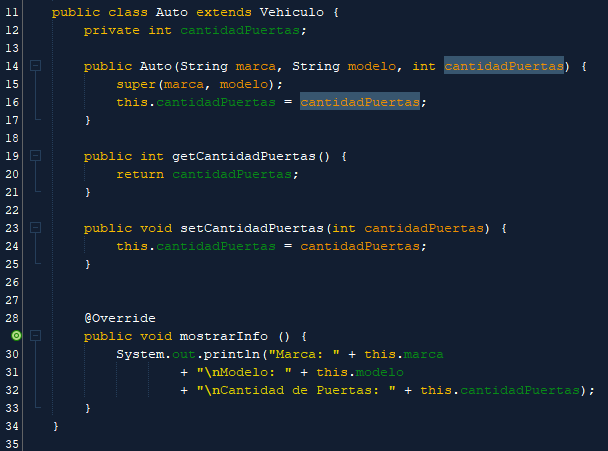 11 public class Auto extends Vehiculo {
12     private int cantidadPuertas;
13
14     public Auto(String marca, String modelo, int cantidadPuertas) {
15         super(marca, modelo);
16         this.cantidadPuertas = cantidadPuertas;
17     }
18
19     public int getCantidadPuertas() {
20         return cantidadPuertas;
21     }
22
23     public void setCantidadPuertas(int cantidadPuertas) {
24         this.cantidadPuertas = cantidadPuertas;
25     }
26
27
28     @Override
    public void mostrarInfo () {
30         System.out.println("Marca: " + this.marca
31                 + "\nModelo: " + this.modelo
32                 + "\nCantidad de Puertas: " + this.cantidadPuertas);
33     }
34 }
35